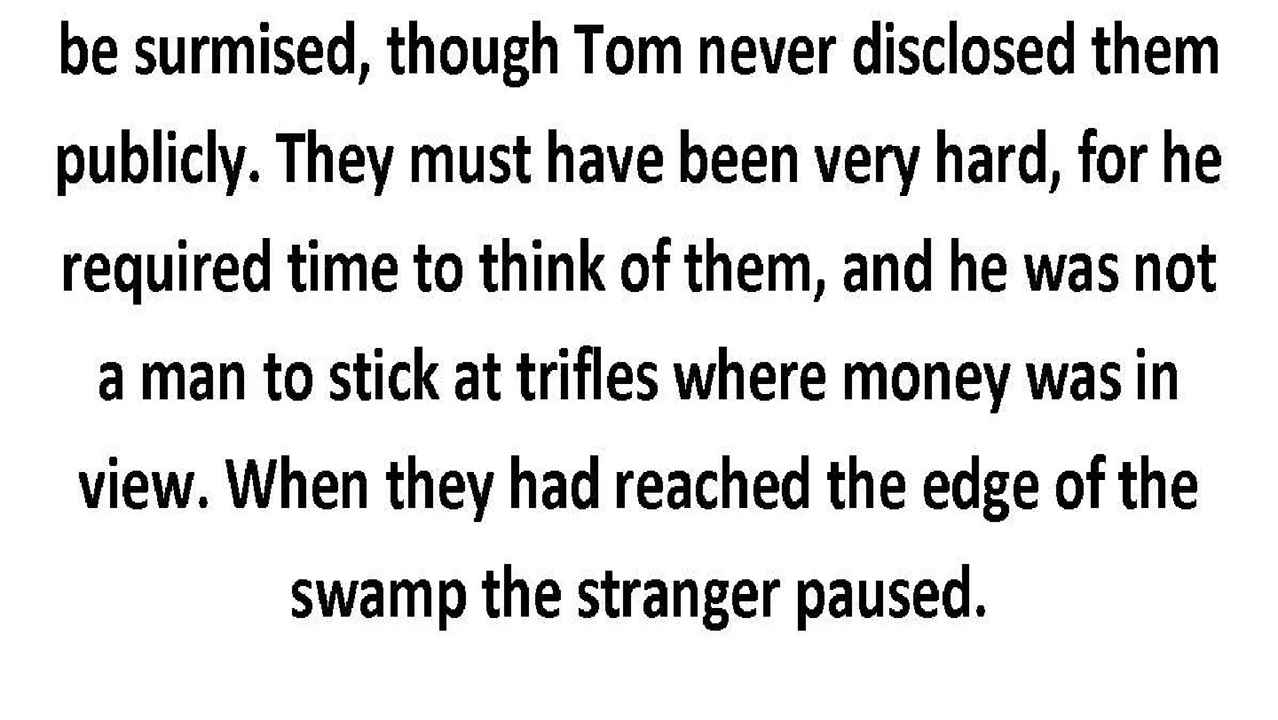 be surmised, though Tom never disclosed them
publicly. They must have been very hard, for he
required time to think of them, and he was not
a man to stick at trifles where money was in
view. When they had reached the edge of the
swamp the stranger paused.